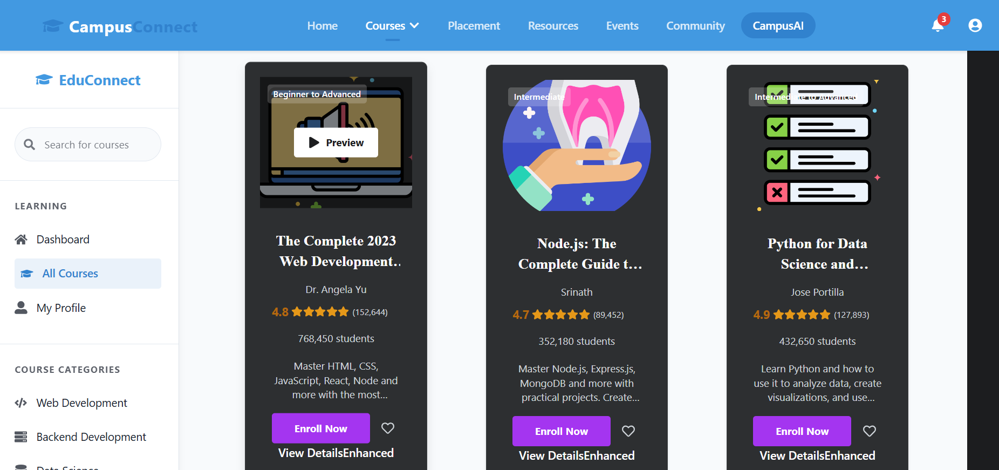 CampusConnect
Home
Courses
Placement
Resources
Events
Community
CampusAI
3
EduConnect
Search for courses
LEARNING
Dashboard
All Courses
My Profile
COURSE CATEGORIES
Web Development
Backend Development
Data Science
Beginner to Advanced
Preview
The Complete 2023
Web Development..
Dr. Angela Yu
4.8 (152,644)
768,450 students
Master HTML, CSS,
JavaScript, React, Node and
more with the most...
Enroll Now
View DetailsEnhanced
Intermediate
Node.js: The
Complete Guide t...
Srinath
4.7 (89,452)
352,180 students
Master Node.js, Express.js,
MongoDB and more with
practical projects. Create...
Enroll Now
View DetailsEnhanced
Intermediate to Advanced
Python for Data
Science and...
Jose Portilla
4.9 (127,893)
432,650 students
Learn Python and how to
use it to analyze data, create
visualizations, and use...
Enroll Now
View DetailsEnhanced